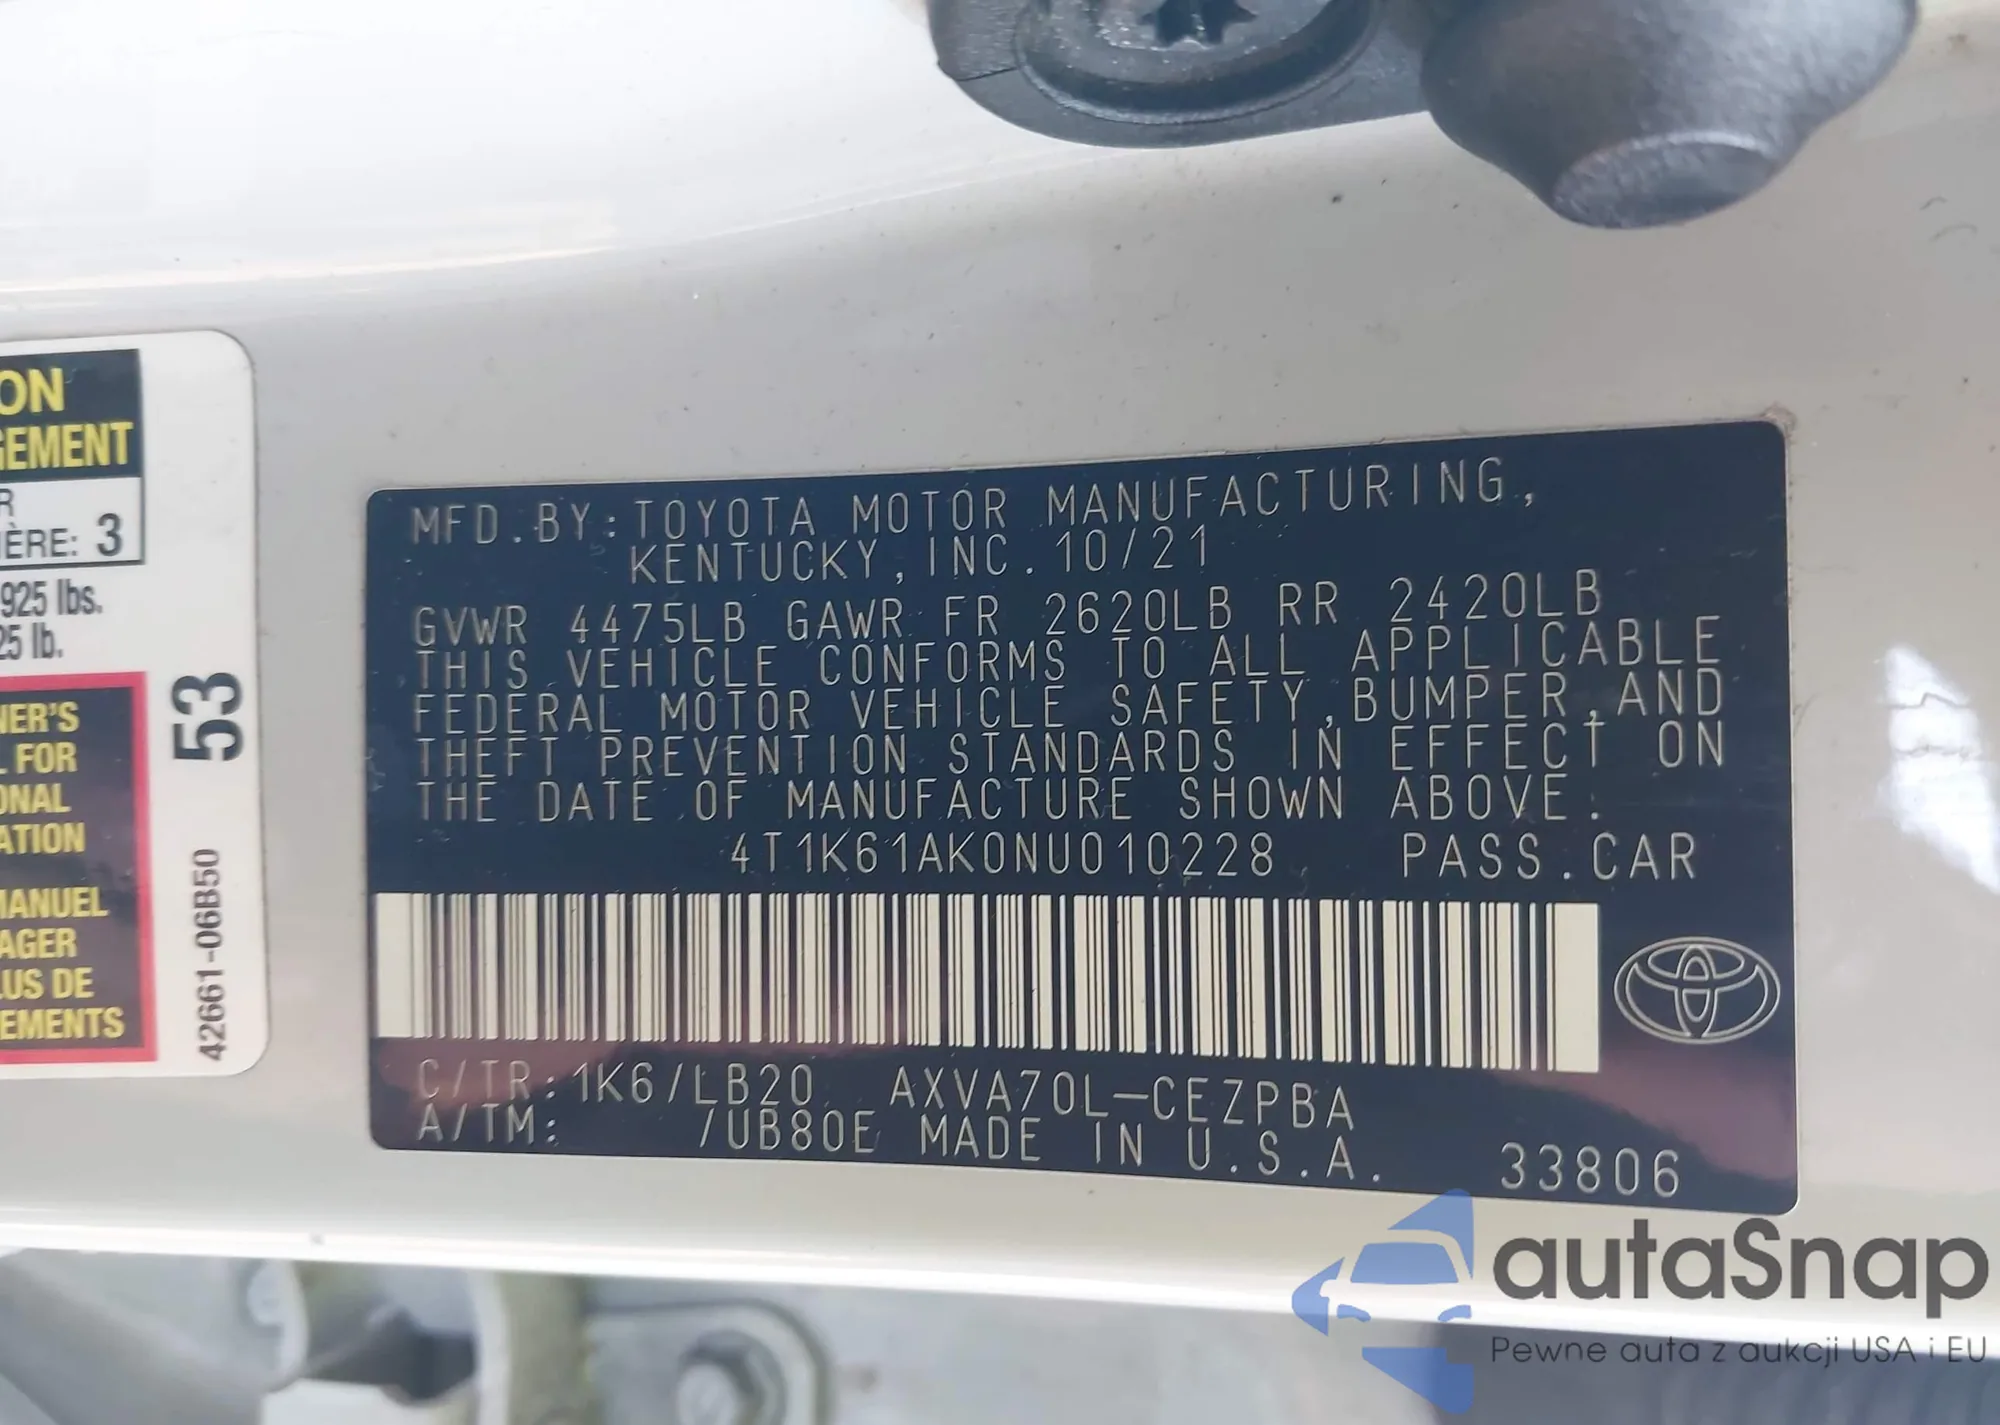 ON
GEMENT
R
IÈRE: 3
925 lbs.
25 lb.
NER'S
L FOR
ONAL
ATION
MANUEL
AGER
LUS DE
EMENTS
53
42661-06B50
MFD.BY:TOYOTA MOTOR MANUFACTURING,
KENTUCKY,INC.10/21
GVWR 4475LB GAWR FR 2620LB RR 2420LB
THIS VEHICLE CONFORMS TO ALL APPLICABLE
FEDERAL MOTOR VEHICLE SAFETY,BUMPER,AND
THEFT PREVENTION STANDARDS IN EFFECT ON
THE DATE OF MANUFACTURE SHOWN ABOVE.
4T1K61AK0NU010228 PASS.CAR
C/TR:1K6/LB20 AXVA70L-CEZPBA
A/TM: /UB80E MADE IN U.S.A. 33806
autaSnap
Pewne auta z aukcji USA i EU